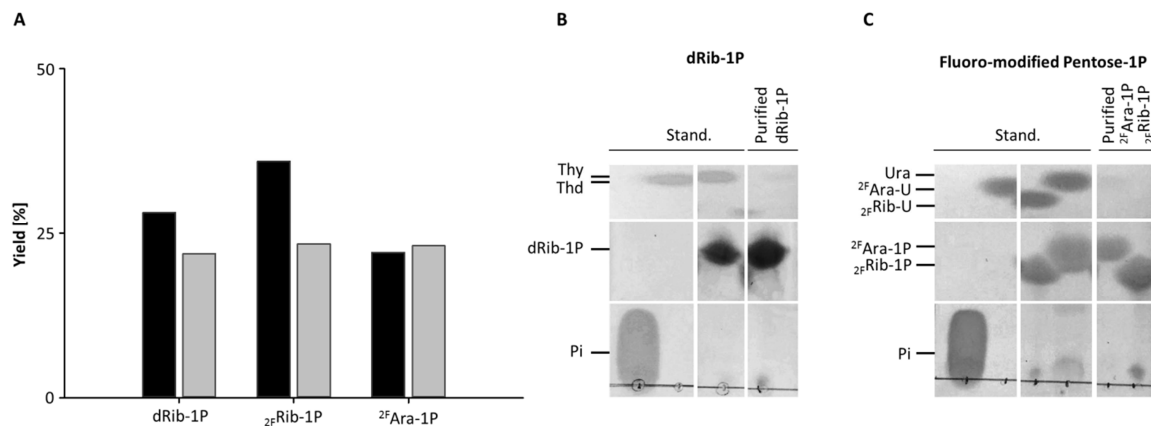 A
50
25
0
Yield [%]
dRib-1P
2FRib-1P
2FAra-1P
B
dRib-1P
Stand.
Purified
dRib-1P
Thy
Thd
dRib-1P
Pi
C
Fluoro-modified Pentose-1P
Stand.
Purified
2FAra-1P
2FRib-1P
Ura
2FAra-U
2FRib-U
2FAra-1P
2FRib-1P
Pi